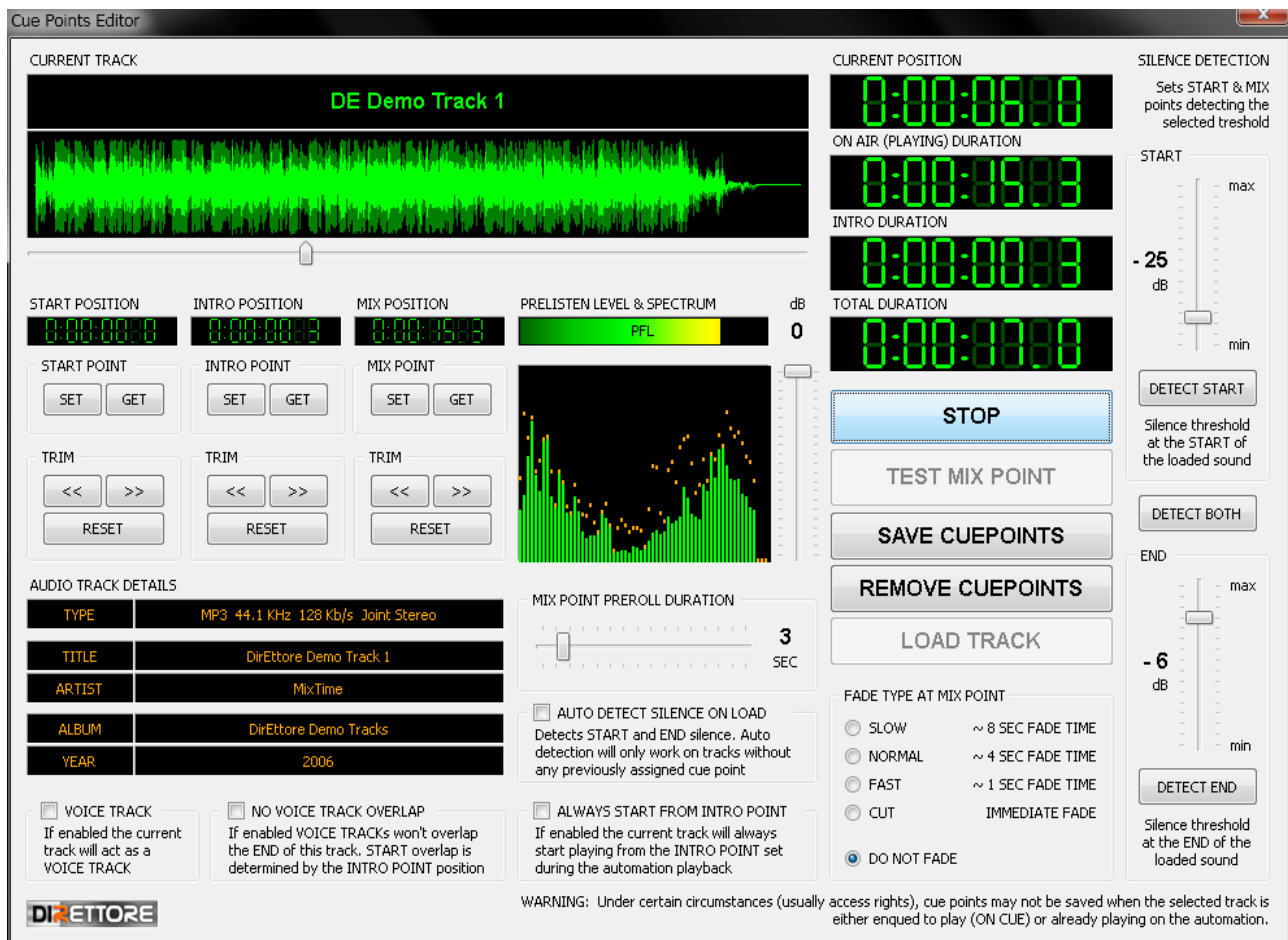 Cue Points Editor
CURRENT TRACK
DE Demo Track 1
CURRENT POSITION
0:00:06.0
ON AIR (PLAYING) DURATION
0:00:15.3
INTRO DURATION
0:00:00.3
TOTAL DURATION
0:00:17.0
SILENCE DETECTION
Sets START & MIX
points detecting the
selected treshold
START
max
- 25
dB
min
DETECT START
Silence threshold
at the START of
the loaded sound
DETECT BOTH
END
max
- 6
dB
min
DETECT END
Silence threshold
at the END of the
loaded sound
START POSITION
0:00:00 0
INTRO POSITION
0:00:00 3
MIX POSITION
0:00:15 3
START POINT
SET GET
INTRO POINT
SET GET
MIX POINT
SET GET
TRIM
<< >>
RESET
TRIM
<< >>
RESET
TRIM
<< >>
RESET
PRELISTEN LEVEL & SPECTRUM
dB
PFL
0
STOP
TEST MIX POINT
SAVE CUEPOINTS
REMOVE CUEPOINTS
LOAD TRACK
AUDIO TRACK DETAILS
TYPE MP3 44.1 KHz 128 Kb/s Joint Stereo
TITLE DirEttore Demo Track 1
ARTIST MixTime
ALBUM DirEttore Demo Tracks
YEAR 2006
MIX POINT PREROLL DURATION
3
SEC
AUTO DETECT SILENCE ON LOAD
Detects START and END silence. Auto
detection will only work on tracks without
any previously assigned cue point
FADE TYPE AT MIX POINT
SLOW ~ 8 SEC FADE TIME
NORMAL ~ 4 SEC FADE TIME
FAST ~ 1 SEC FADE TIME
CUT IMMEDIATE FADE
DO NOT FADE
VOICE TRACK
If enabled the current
track will act as a
VOICE TRACK
NO VOICE TRACK OVERLAP
If enabled VOICE TRACKs won't overlap
the END of this track. START overlap is
determined by the INTRO POINT position
ALWAYS START FROM INTRO POINT
If enabled the current track will always
start playing from the INTRO POINT set
during the automation playback
DIRETTORE
WARNING: Under certain circumstances (usually access rights), cue points may not be saved when the selected track is
either enqued to play (ON CUE) or already playing on the automation.